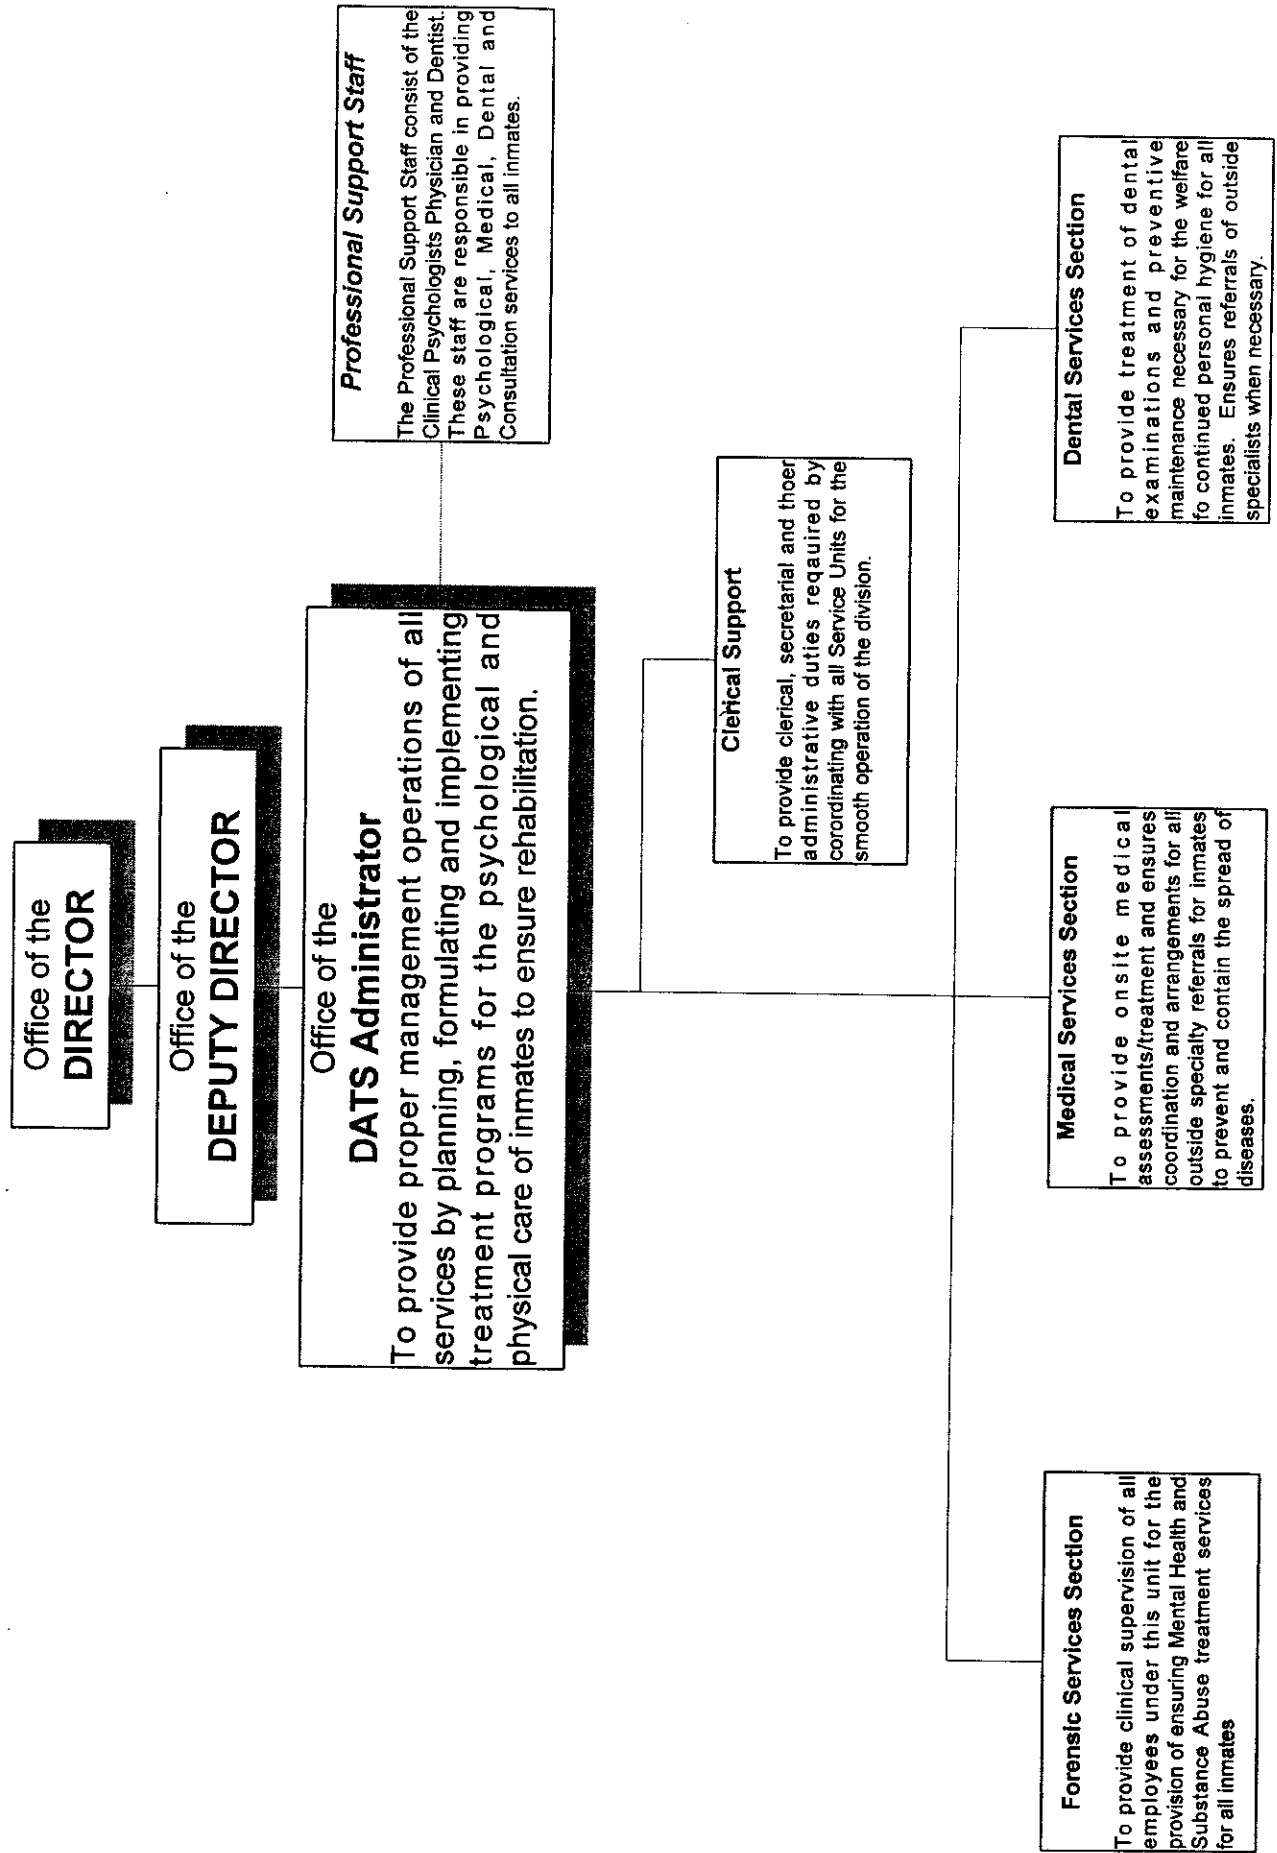 Office of the
DIRECTOR
Office of the
DEPUTY DIRECTOR
Office of the
DATS Administrator
To provide proper management operations of all
services by planning, formulating and implementing
treatment programs for the psychological and
physical care of inmates to ensure rehabilitation.
Professional Support Staff
The Professional Support Staff consist of the
Clinical Psychologists Physician and Dentist.
These staff are responsible in providing
Psychological, Medical, Dental and
Consultation services to all inmates.
Clerical Support
To provide clerical, secretarial and thoer
administrative duties reqauired by
corordinating with all Service Units for the
smooth operation of the division.
Forensic Services Section
To provide clinical supervision of all
employees under this unit for the
provision of ensuring Mental Health and
Substance Abuse treatment services
for all inmates
Medical Services Section
To provide onsite medical
assessments/treatment and ensures
coordination and arrangements for all
outside specialty referrals for inmates
to prevent and contain the spread of
diseases.
Dental Services Section
To provide treatment of dental
examinations and preventive
maintenance necessary for the welfare
fo continued personal hygiene for all
inmates. Ensures referrals of outside
specialists when necessary.